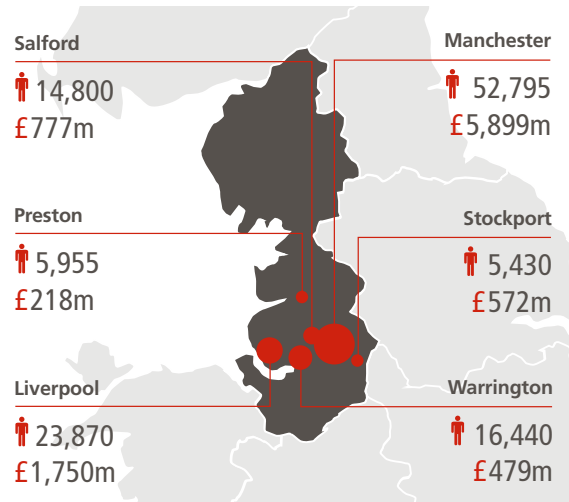 Salford
14,800
£777m
Manchester
52,795
£5,899m
Preston
5,955
£218m
Stockport
5,430
£572m
Liverpool
23,870
£1,750m
Warrington
16,440
£479m